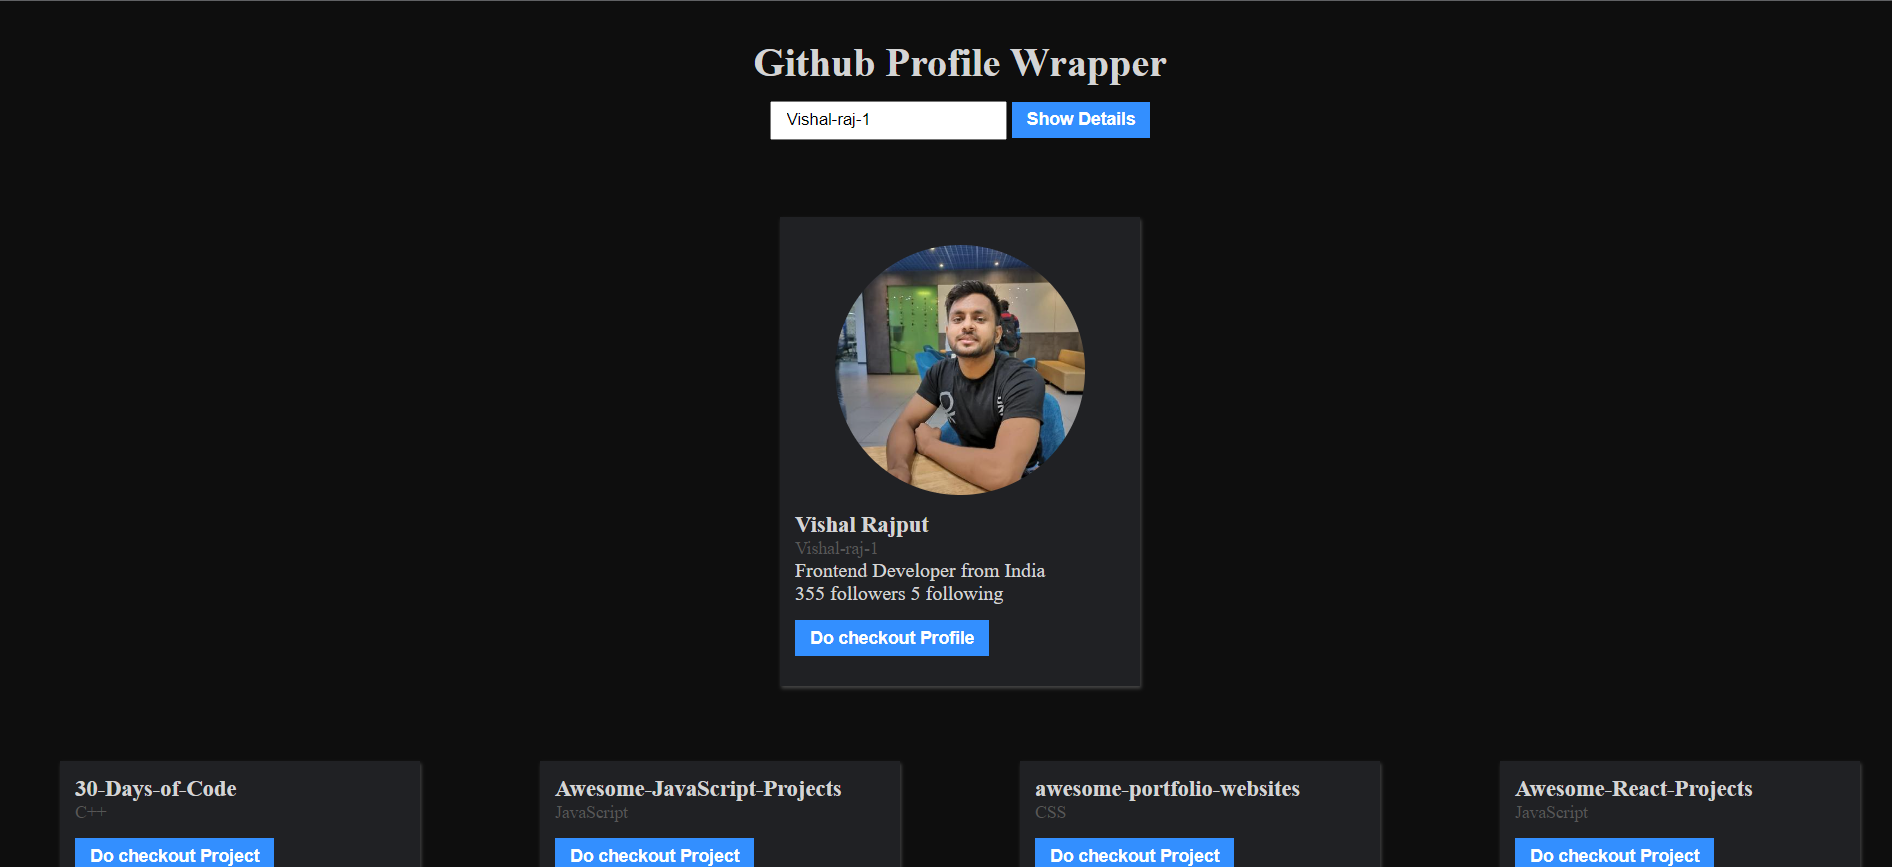 Github Profile Wrapper
Vishal-raj-1 Show Details
Vishal Rajput
Vishal-raj-1
Frontend Developer from India
355 followers 5 following
Do checkout Profile
30-Days-of-Code
C++
Do checkout Project
Awesome-JavaScript-Projects
JavaScript
Do checkout Project
awesome-portfolio-websites
CSS
Do checkout Project
Awesome-React-Projects
JavaScript
Do checkout Project